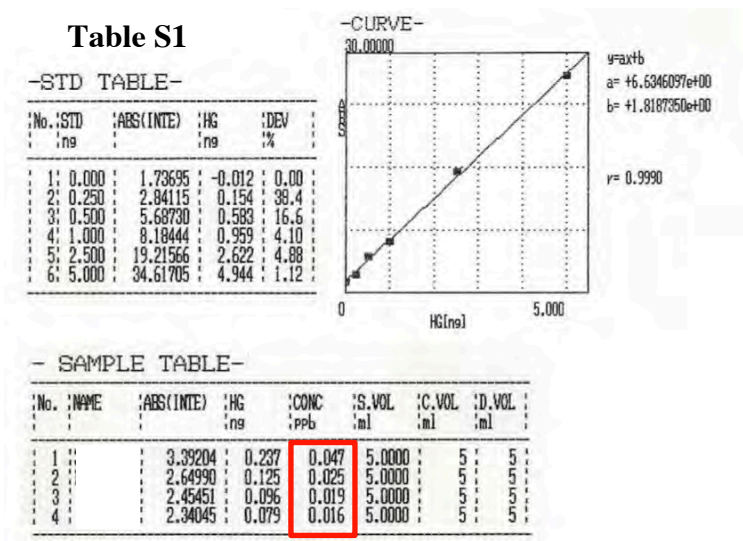 Table S1
-STD TABLE-
No. STD ABS(INTE) HG DEV
ng ng %
1 0.000 1.73695 -0.012 0.00
2 0.250 2.84115 0.154 38.4
3 0.500 5.68730 0.583 16.6
4 1.000 8.18444 0.959 4.10
5 2.500 19.21566 2.622 4.88
6 5.000 34.61705 4.944 1.12
-CURVE-
30.00000
ABS
0 5.000
HG[ng]
y=ax+b
a= +6.6346097e+00
b= +1.8187350e+00
r= 0.9990
- SAMPLE TABLE-
No. NAME ABS(INTE) HG CONC S.VOL C.VOL D.VOL
ng ppb ml ml ml
1 3.39204 0.237 0.047 5.0000 5 5
2 2.64990 0.125 0.025 5.0000 5 5
3 2.45451 0.096 0.019 5.0000 5 5
4 2.34045 0.079 0.016 5.0000 5 5